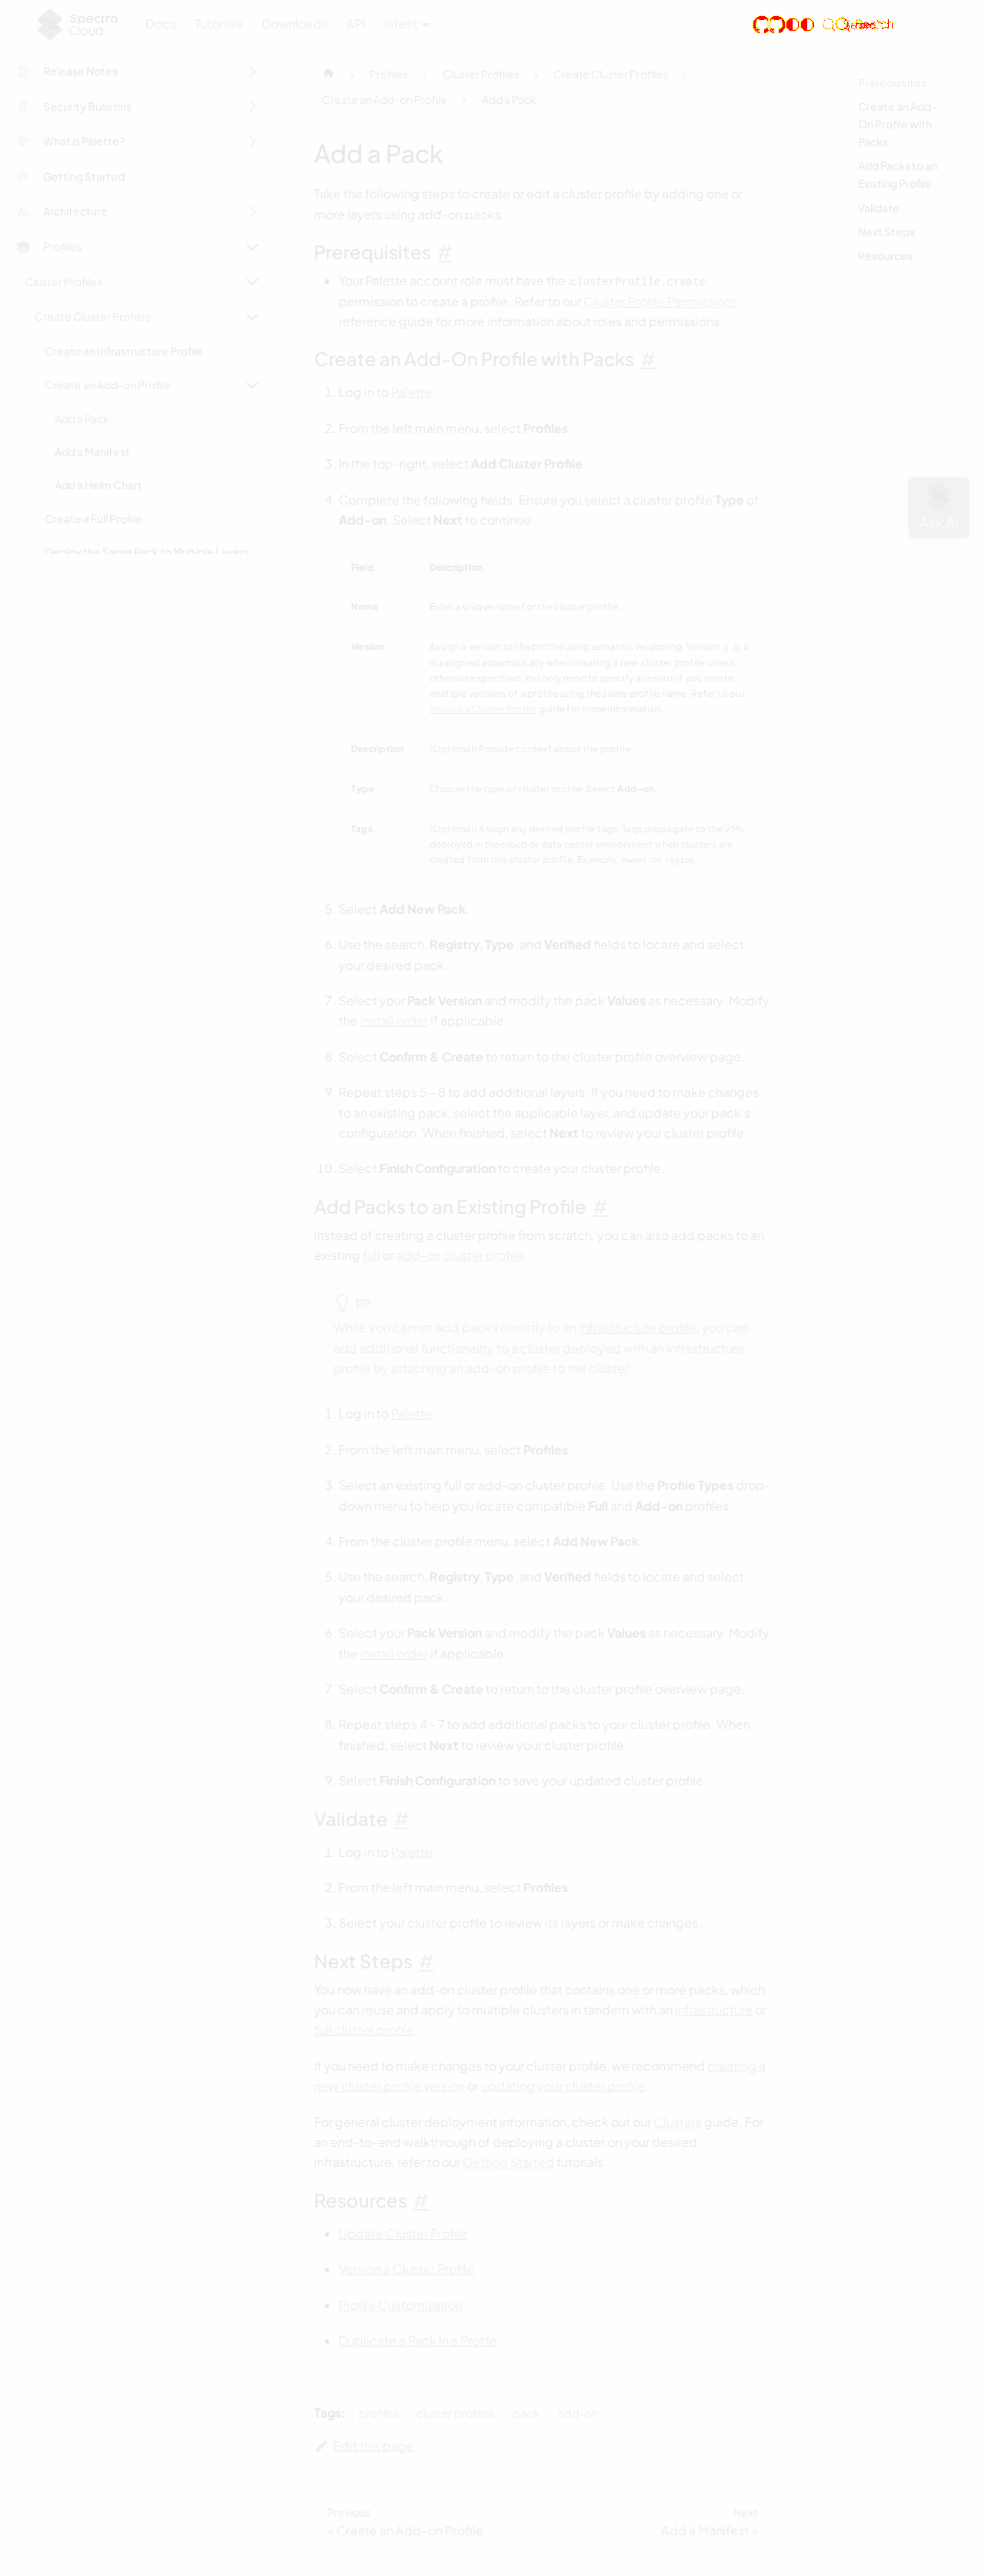 Spectro Cloud
Docs Tutorials Downloads API latest
Release Notes
Security Bulletins
What is Palette?
Getting Started
Architecture
Profiles
Cluster Profiles
Create Cluster Profiles
Create an Infrastructure Profile
Create an Add-on Profile
Add a Pack
Add a Manifest
Add a Helm Chart
Create a Full Profile
Deploy the Same Pack to Multiple Layers
Profiles › Cluster Profiles › Create Cluster Profiles ›
Create an Add-on Profile › Add a Pack
Add a Pack
Take the following steps to create or edit a cluster profile by adding one or
more layers using add-on packs.
Prerequisites #
Your Palette account role must have the clusterProfile.create
permission to create a profile. Refer to our Cluster Profile Permissions
reference guide for more information about roles and permissions.
Create an Add-On Profile with Packs #
1. Log in to Palette.
2. From the left main menu, select Profiles.
3. In the top-right, select Add Cluster Profile.
4. Complete the following fields. Ensure you select a cluster profile Type of
Add-on. Select Next to continue.
Field Description
Name Enter a unique name for the cluster profile.
Version Assign a version to the profile using semantic versioning. Version 1.0.0
is assigned automatically when creating a new cluster profile unless
otherwise specified. You only need to specify a version if you create
multiple versions of a profile using the same profile name. Refer to our
Version a Cluster Profile guide for more information.
Description (Optional) Provide context about the profile.
Type Choose the type of cluster profile. Select Add-on.
Tags (Optional) Assign any desired profile tags. Tags propagate to the VMs
deployed in the cloud or data center environment when clusters are
created from this cluster profile. Example: owner or region.
5. Select Add New Pack.
6. Use the search, Registry, Type, and Verified fields to locate and select
your desired pack.
7. Select your Pack Version and modify the pack Values as necessary. Modify
the install order if applicable.
8. Select Confirm & Create to return to the cluster profile overview page.
9. Repeat steps 5 - 8 to add additional layers. If you need to make changes
to an existing pack, select the applicable layer, and update your pack's
configuration. When finished, select Next to review your cluster profile.
10. Select Finish Configuration to create your cluster profile.
Add Packs to an Existing Profile #
Instead of creating a cluster profile from scratch, you can also add packs to an
existing full or add-on cluster profile.
TIP
While you cannot add packs directly to an infrastructure profile, you can
add additional functionality to a cluster deployed with an infrastructure
profile by attaching an add-on profile to the cluster.
1. Log in to Palette.
2. From the left main menu, select Profiles.
3. Select an existing full or add-on cluster profile. Use the Profile Types drop-
down menu to help you locate compatible Full and Add-on profiles.
4. From the cluster profile menu, select Add New Pack.
5. Use the search, Registry, Type, and Verified fields to locate and select
your desired pack.
6. Select your Pack Version and modify the pack Values as necessary. Modify
the install order if applicable.
7. Select Confirm & Create to return to the cluster profile overview page.
8. Repeat steps 4 - 7 to add additional packs to your cluster profile. When
finished, select Next to review your cluster profile.
9. Select Finish Configuration to save your updated cluster profile.
Validate #
1. Log in to Palette.
2. From the left main menu, select Profiles.
3. Select your cluster profile to review its layers or make changes.
Next Steps #
You now have an add-on cluster profile that contains one or more packs, which
you can reuse and apply to multiple clusters in tandem with an infrastructure or
full cluster profile.
If you need to make changes to your cluster profile, we recommend creating a
new cluster profile version or updating your cluster profile.
For general cluster deployment information, check out our Clusters guide. For
an end-to-end walkthrough of deploying a cluster on your desired
infrastructure, refer to our Getting Started tutorials.
Resources #
Update Cluster Profile
Version a Cluster Profile
Profile Customization
Duplicate a Pack in a Profile
Tags: profiles cluster profiles pack add-on
Edit this page
Previous
« Create an Add-on Profile
Next
Add a Manifest »
Prerequisites
Create an Add-
On Profile with
Packs
Add Packs to an
Existing Profile
Validate
Next Steps
Resources
Ask AI